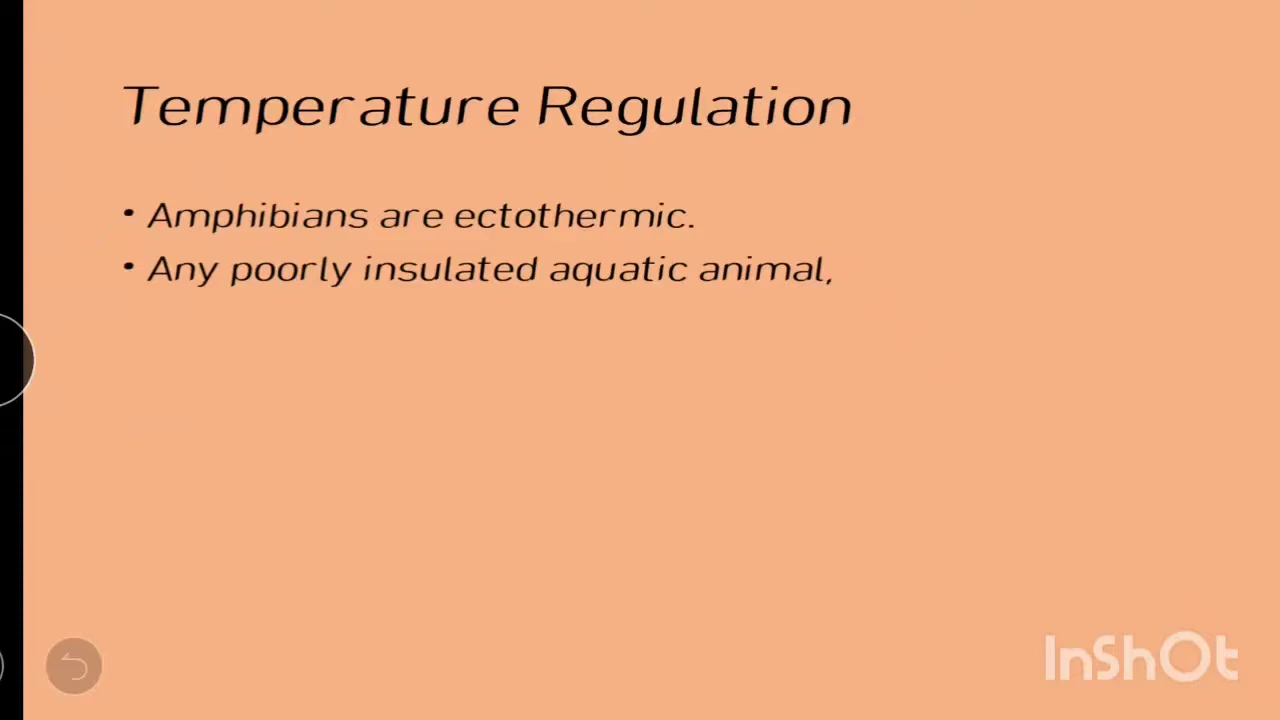 Temperature Regulation
• Amphibians are ectothermic.
• Any poorly insulated aquatic animal,
InShOt